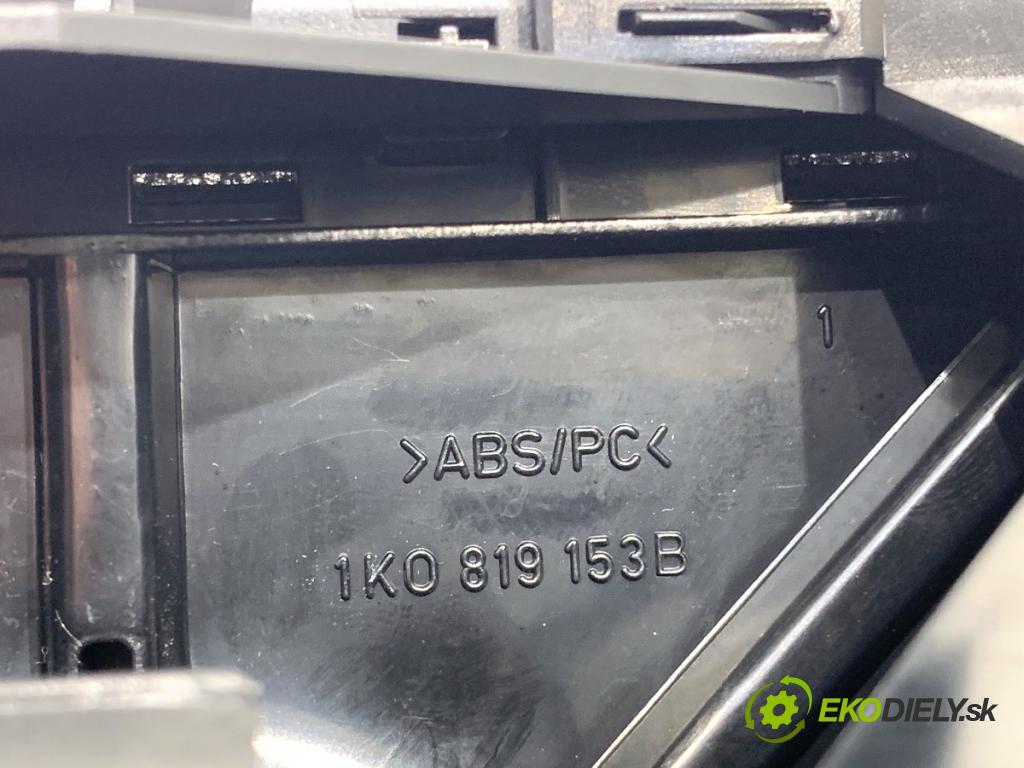 1
>ABS/PC<
1K0 819 153B
EKODIELY.sk